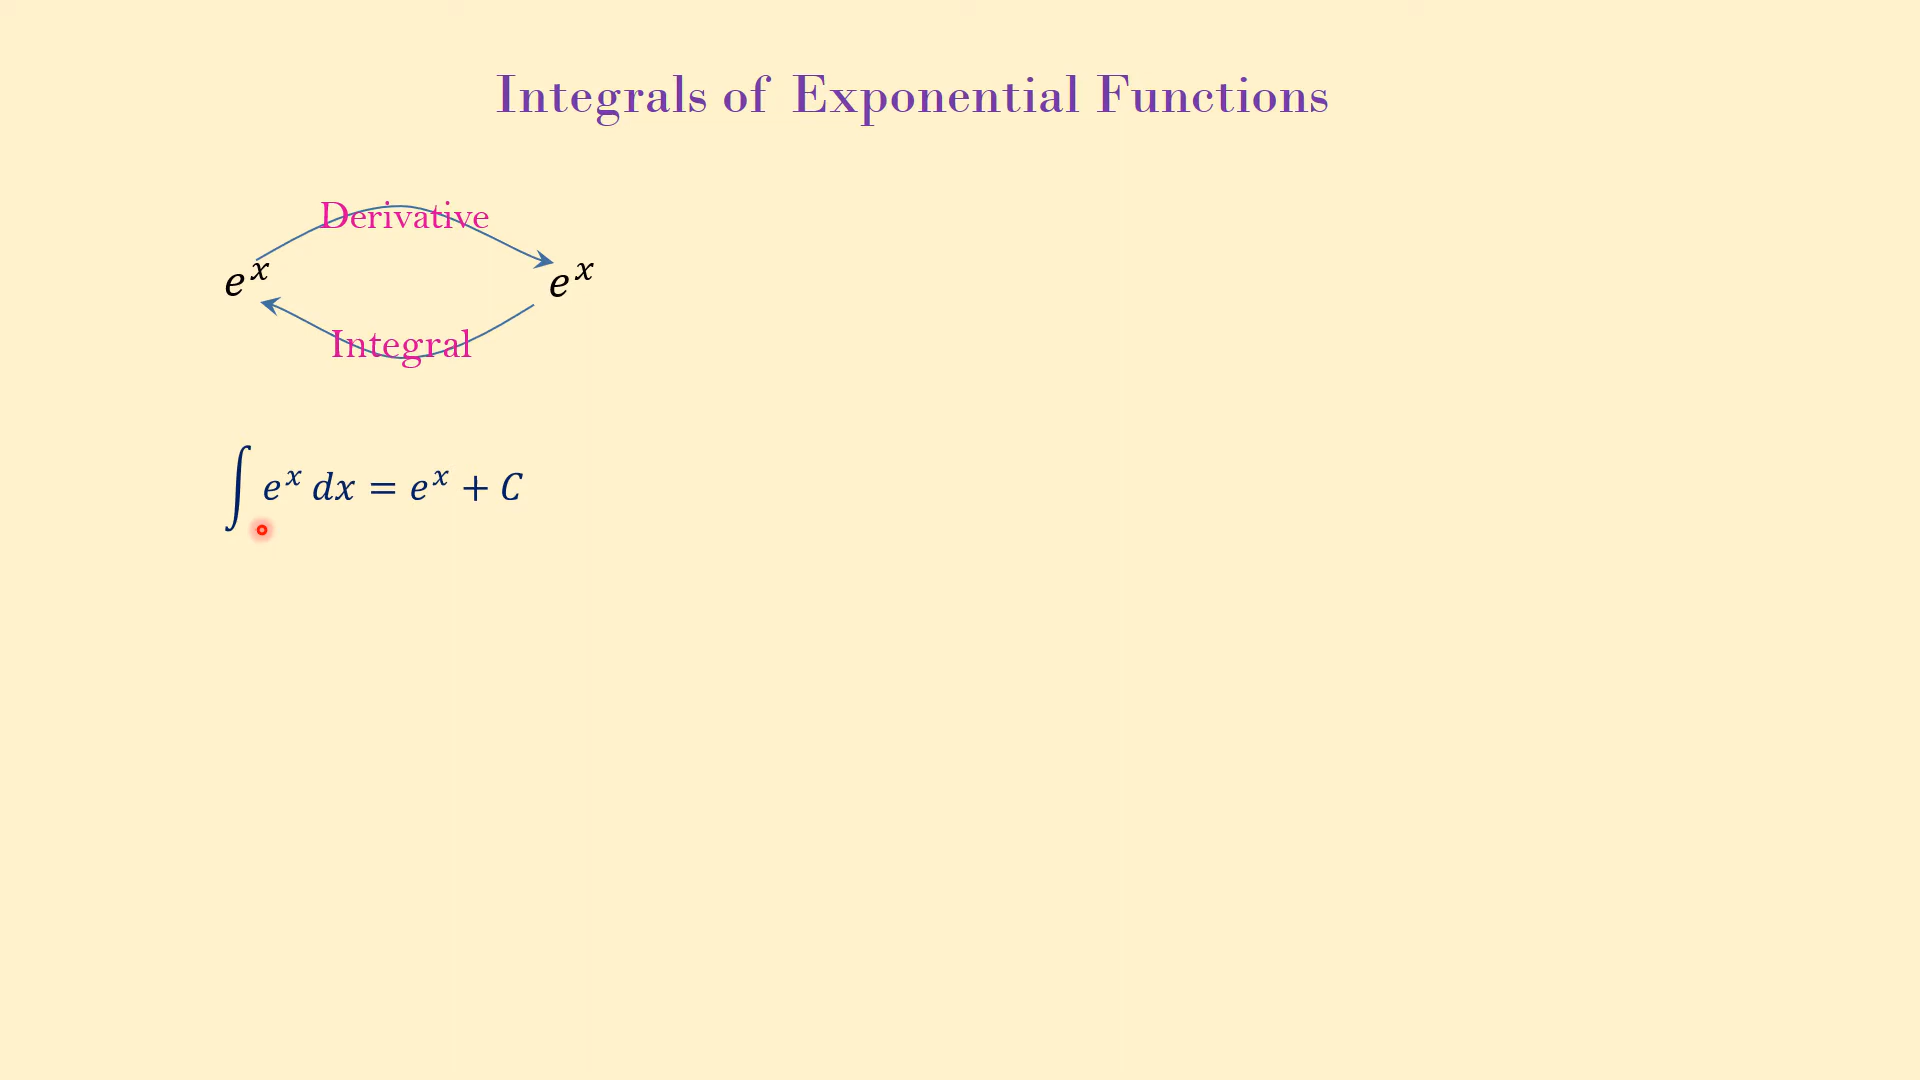 Integrals of Exponential Functions
Derivative
e^x e^x
Integral
∫ e^x dx = e^x + C